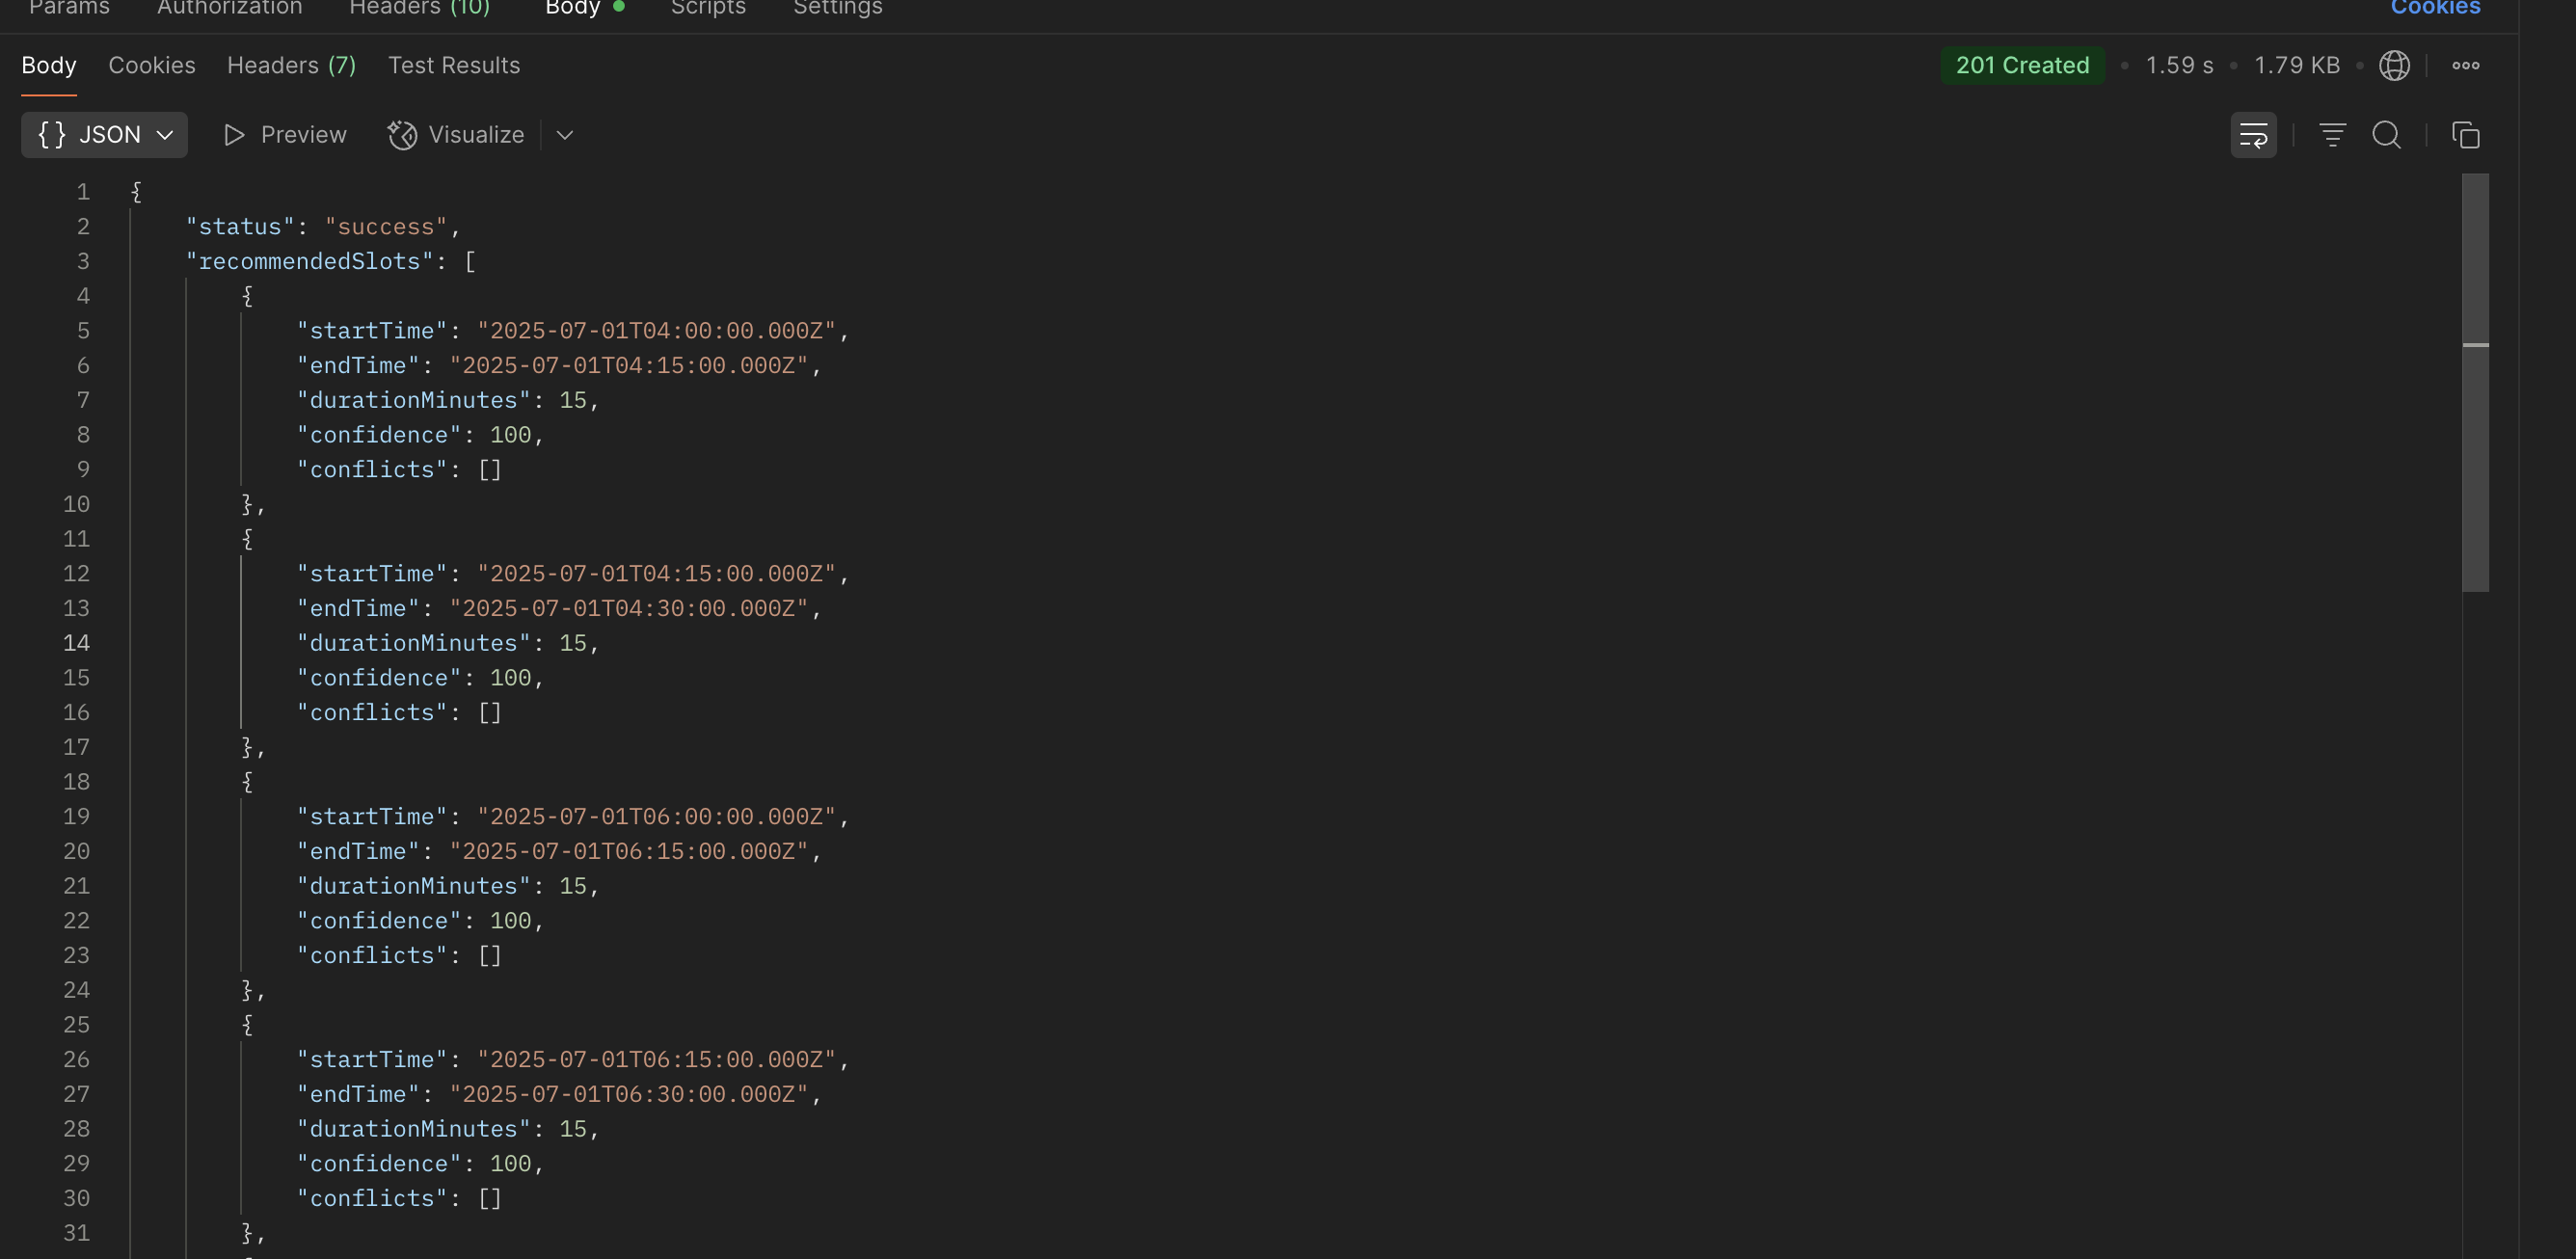 Params Authorization Headers (10) Body Scripts Settings Cookies
Body Cookies Headers (7) Test Results 201 Created 1.59 s 1.79 KB
{} JSON Preview Visualize
1 {
2 "status": "success",
3 "recommendedSlots": [
4 {
5 "startTime": "2025-07-01T04:00:00.000Z",
6 "endTime": "2025-07-01T04:15:00.000Z",
7 "durationMinutes": 15,
8 "confidence": 100,
9 "conflicts": []
10 },
11 {
12 "startTime": "2025-07-01T04:15:00.000Z",
13 "endTime": "2025-07-01T04:30:00.000Z",
14 "durationMinutes": 15,
15 "confidence": 100,
16 "conflicts": []
17 },
18 {
19 "startTime": "2025-07-01T06:00:00.000Z",
20 "endTime": "2025-07-01T06:15:00.000Z",
21 "durationMinutes": 15,
22 "confidence": 100,
23 "conflicts": []
24 },
25 {
26 "startTime": "2025-07-01T06:15:00.000Z",
27 "endTime": "2025-07-01T06:30:00.000Z",
28 "durationMinutes": 15,
29 "confidence": 100,
30 "conflicts": []
31 },